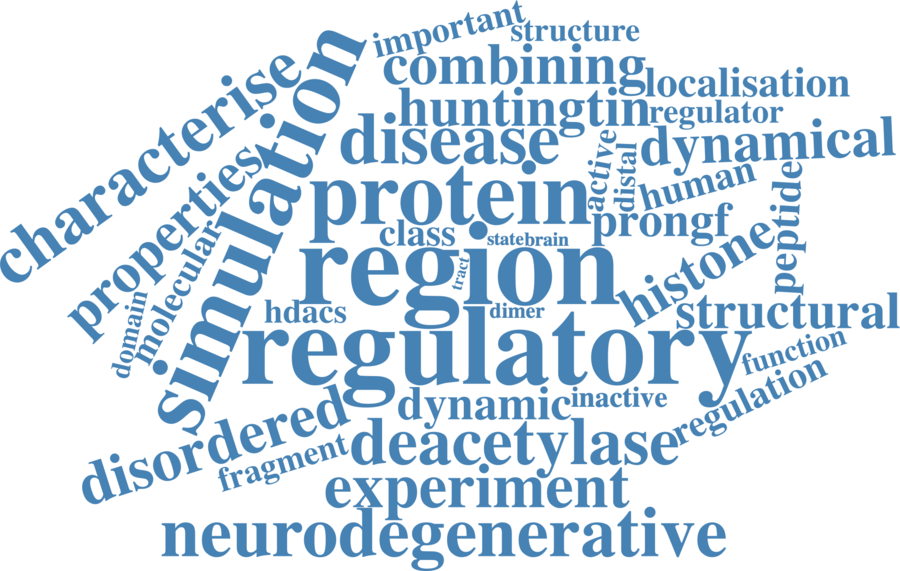 important
structure
combining
localisation
characterise
simulation
huntingtin
regulator
disease
active
distal
dynamical
properties
protein
human
peptide
molecular
class
statebrain
prongf
region
tract
histone
domain
hdacs
dimer
structural
regulatory
function
disordered
dynamic
inactive
regulation
fragment
deacetylase
experiment
neurodegenerative